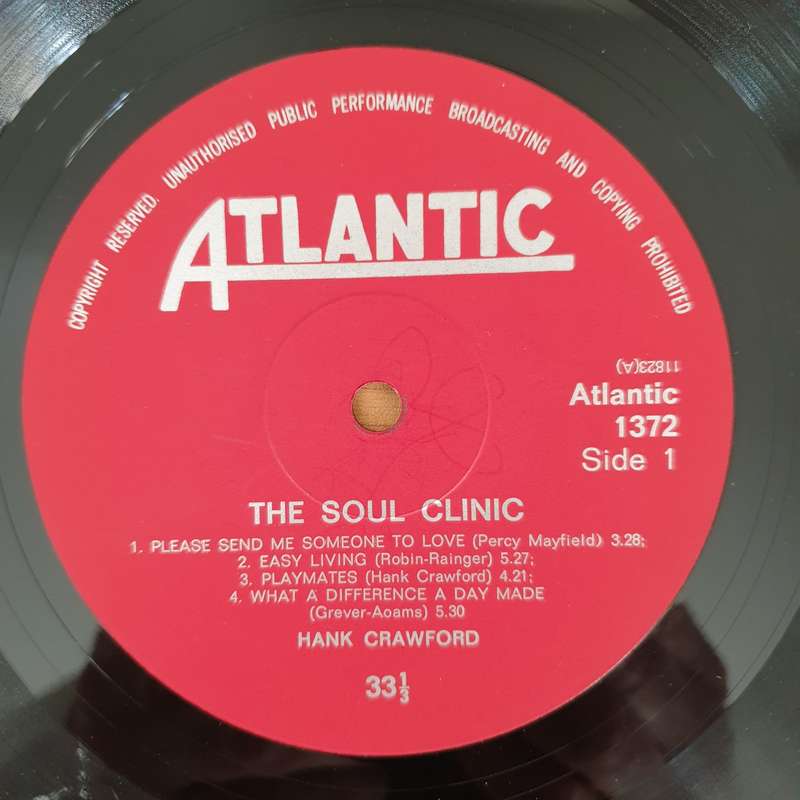 COPYRIGHT RESERVED. UNAUTHORISED PUBLIC PERFORMANCE BROADCASTING AND COPYING PROHIBITED
ATLANTIC
11823(A)
Atlantic
1372
Side 1
THE SOUL CLINIC
1. PLEASE SEND ME SOMEONE TO LOVE (Percy Mayfield) 3.28;
2. EASY LIVING (Robin-Rainger) 5.27;
3. PLAYMATES (Hank Crawford) 4.21;
4. WHAT A DIFFERENCE A DAY MADE
(Grever-Aoams) 5.30
HANK CRAWFORD
33⅓